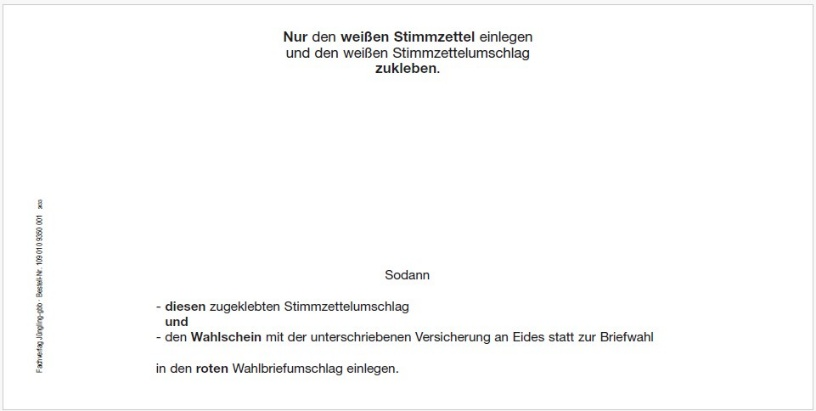 Nur den weißen Stimmzettel einlegen
und den weißen Stimmzettelumschlag
zukleben.
Sodann
- diesen zugeklebten Stimmzettelumschlag
und
- den Wahlschein mit der unterschriebenen Versicherung an Eides statt zur Briefwahl
in den roten Wahlbriefumschlag einlegen.
Fachverlag Jüngling-gbb · Bestell-Nr. 109 010 9350 001